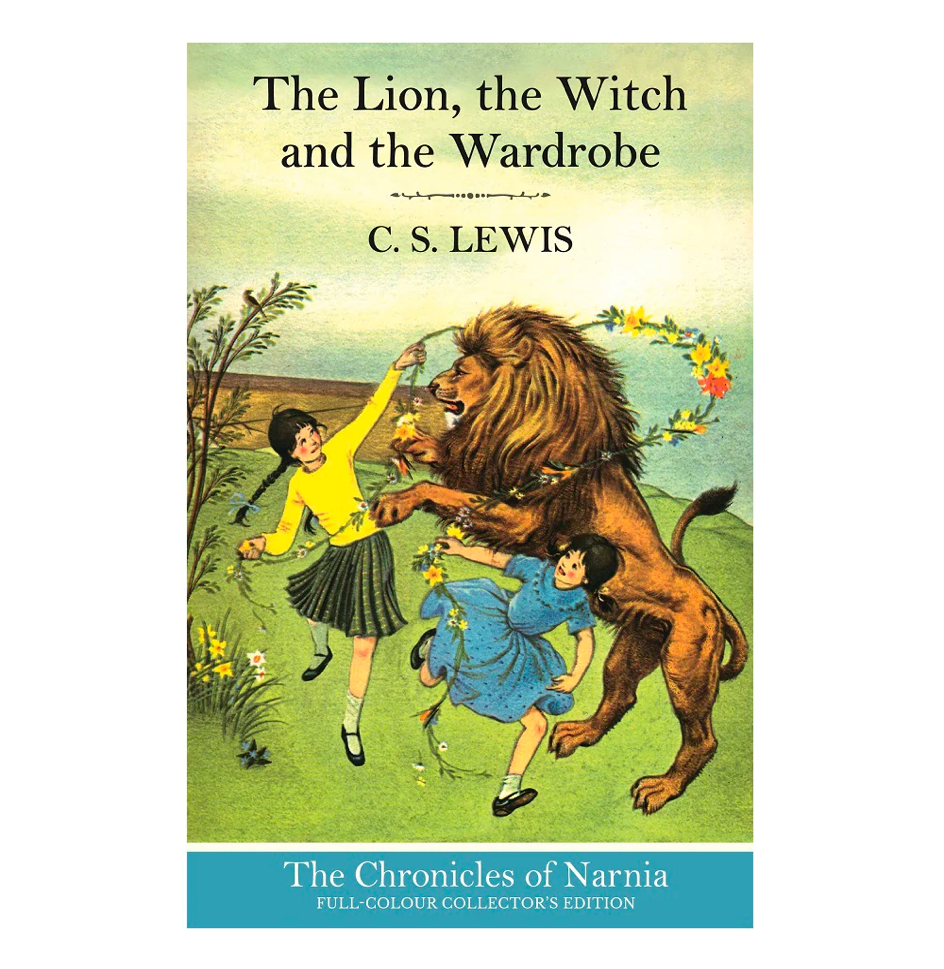 The Lion, the Witch
and the Wardrobe
C. S. LEWIS
The Chronicles of Narnia
FULL-COLOUR COLLECTOR'S EDITION